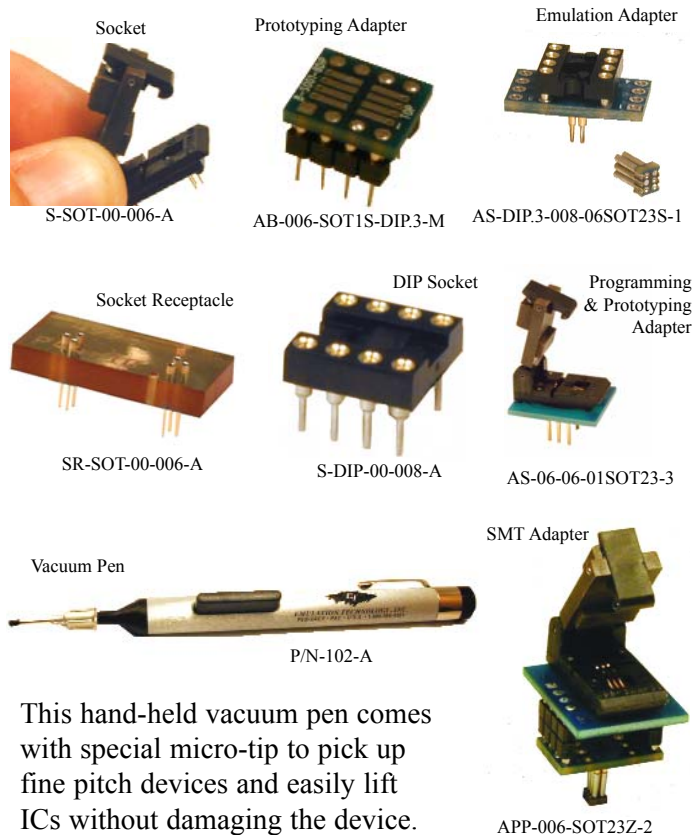 Socket
Prototyping Adapter
Emulation Adapter
S-SOT-00-006-A
AB-006-SOT1S-DIP.3-M
AS-DIP.3-008-06SOT23S-1
Socket Receptacle
DIP Socket
Programming
& Prototyping
Adapter
SR-SOT-00-006-A
S-DIP-00-008-A
AS-06-06-01SOT23-3
SMT Adapter
Vacuum Pen
EMULATION TECHNOLOGY, INC.
P/N-102-A
This hand-held vacuum pen comes
with special micro-tip to pick up
fine pitch devices and easily lift
ICs without damaging the device.
APP-006-SOT23Z-2